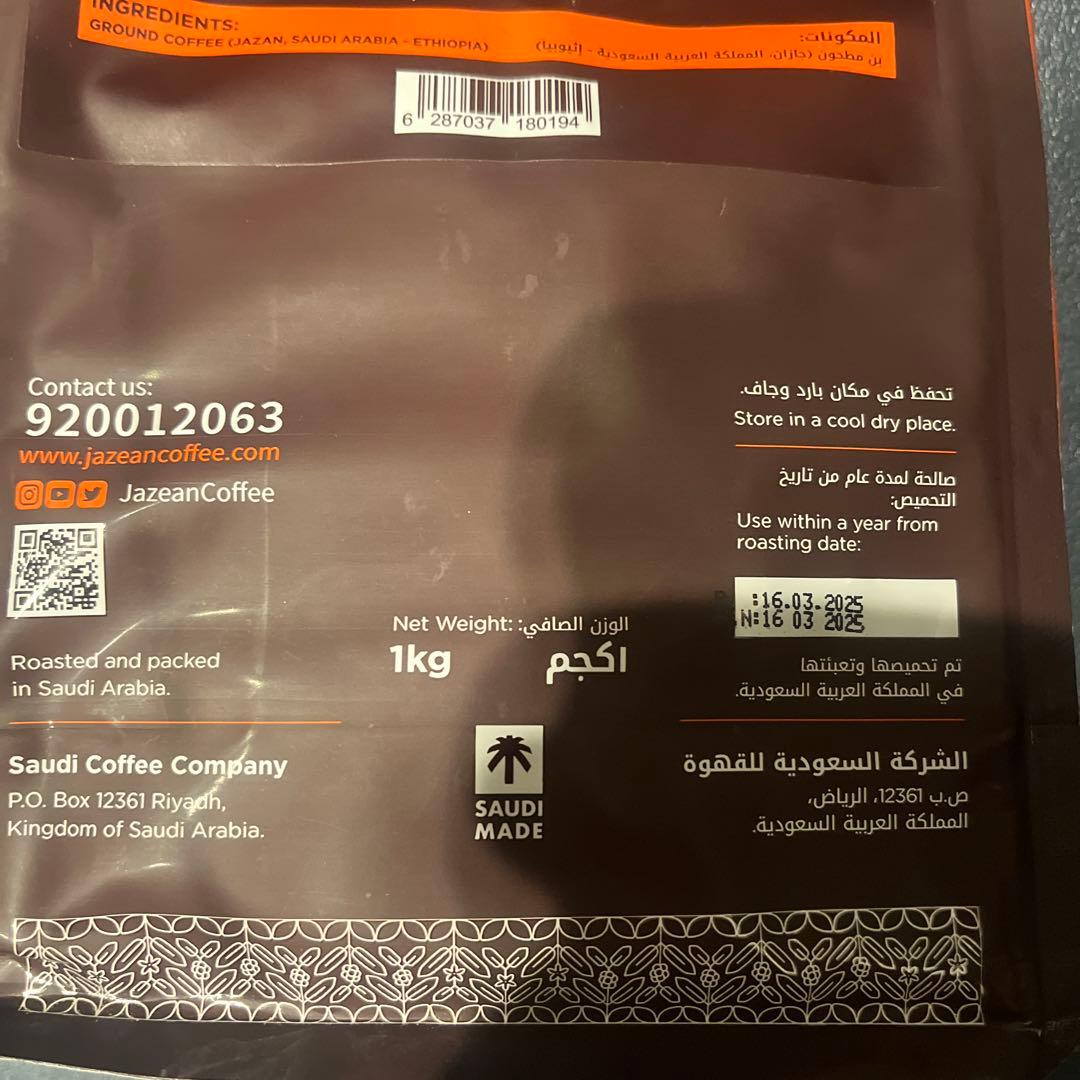 INGREDIENTS:
GROUND COFFEE (JAZAN, SAUDI ARABIA - ETHIOPIA)
المكونات:
بن مطحون (جازان، المملكة العربية السعودية - إثيوبيا)
6 287037 180194
Contact us:
920012063
www.jazeancoffee.com
JazeanCoffee
Roasted and packed
in Saudi Arabia.
تحفظ في مكان بارد وجاف.
Store in a cool dry place.
صالحة لمدة عام من تاريخ
التحميص:
Use within a year from
roasting date:
:16.03.2025
N:16 03 2025
Net Weight: الوزن الصافي:
1kg اكجم
تم تحميصها وتعبئتها
في المملكة العربية السعودية.
Saudi Coffee Company
P.O. Box 12361 Riyadh,
Kingdom of Saudi Arabia.
SAUDI
MADE
الشركة السعودية للقهوة
ص.ب 12361، الرياض،
المملكة العربية السعودية.